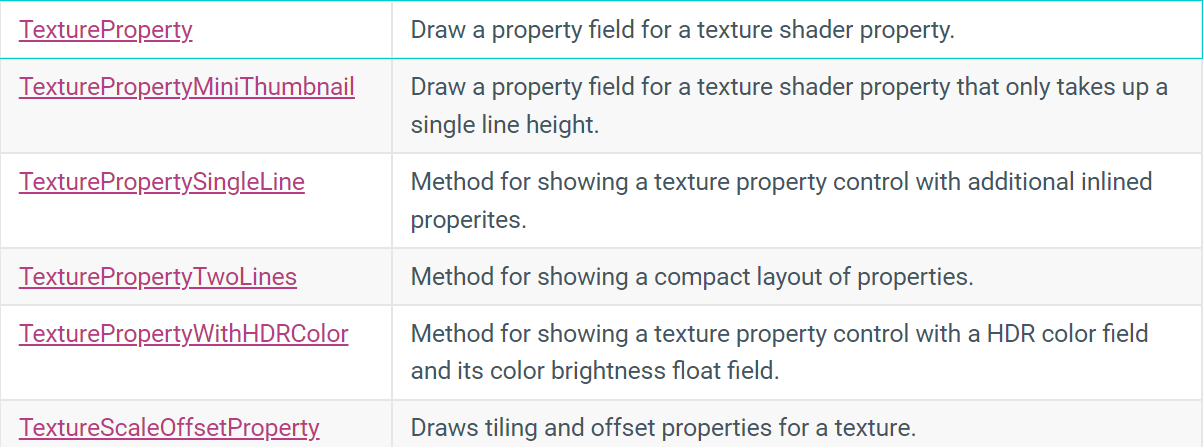 TextureProperty
Draw a property field for a texture shader property.
TexturePropertyMiniThumbnail
Draw a property field for a texture shader property that only takes up a
single line height.
TexturePropertySingleLine
Method for showing a texture property control with additional inlined
properites.
TexturePropertyTwoLines
Method for showing a compact layout of properties.
TexturePropertyWithHDRColor
Method for showing a texture property control with a HDR color field
and its color brightness float field.
TextureScaleOffsetProperty
Draws tiling and offset properties for a texture.